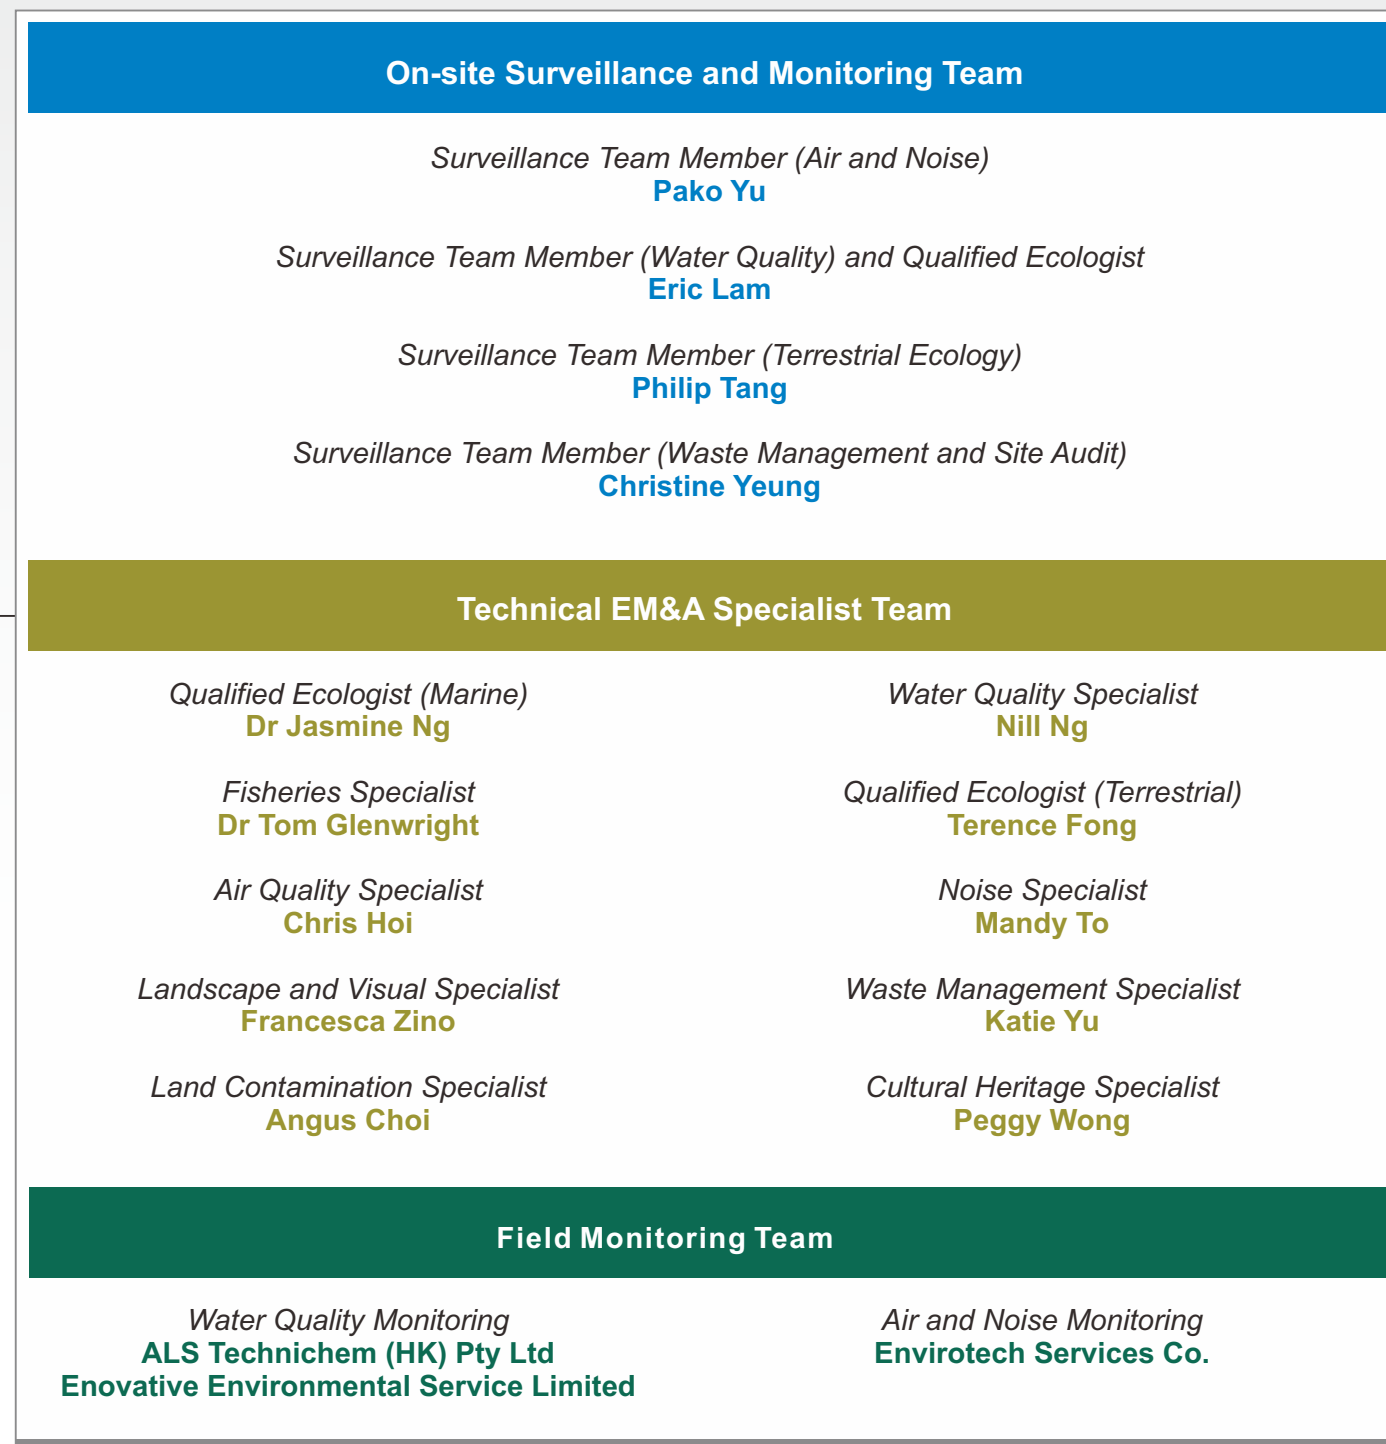 On-site Surveillance and Monitoring Team
Surveillance Team Member (Air and Noise)
Pako Yu
Surveillance Team Member (Water Quality) and Qualified Ecologist
Eric Lam
Surveillance Team Member (Terrestrial Ecology)
Philip Tang
Surveillance Team Member (Waste Management and Site Audit)
Christine Yeung
Technical EM&A Specialist Team
Qualified Ecologist (Marine)
Dr Jasmine Ng
Water Quality Specialist
Nill Ng
Fisheries Specialist
Dr Tom Glenwright
Qualified Ecologist (Terrestrial)
Terence Fong
Air Quality Specialist
Chris Hoi
Noise Specialist
Mandy To
Landscape and Visual Specialist
Francesca Zino
Waste Management Specialist
Katie Yu
Land Contamination Specialist
Angus Choi
Cultural Heritage Specialist
Peggy Wong
Field Monitoring Team
Water Quality Monitoring
ALS Technichem (HK) Pty Ltd
Enovative Environmental Service Limited
Air and Noise Monitoring
Envirotech Services Co.